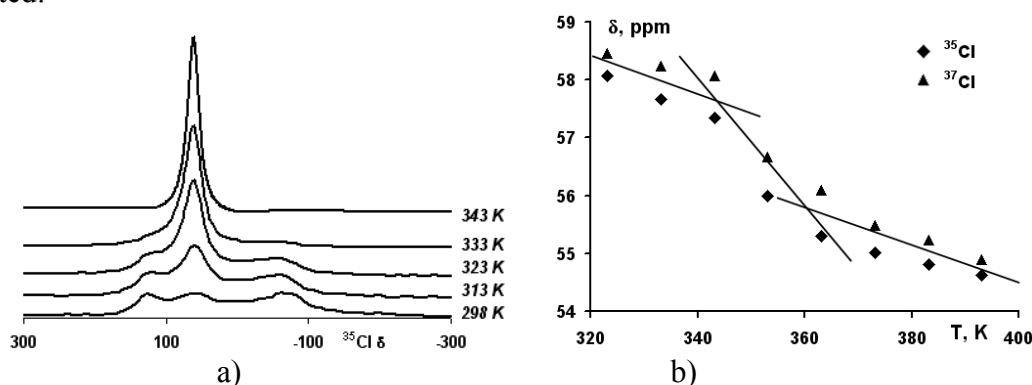 δ, ppm
³⁵Cl
³⁷Cl
59
58
57
56
55
54
320
340
360
380
400
T, K
343 K
333 K
323 K
313 K
298 K
300
100
-100
³⁵Cl δ
-300
a)
b)